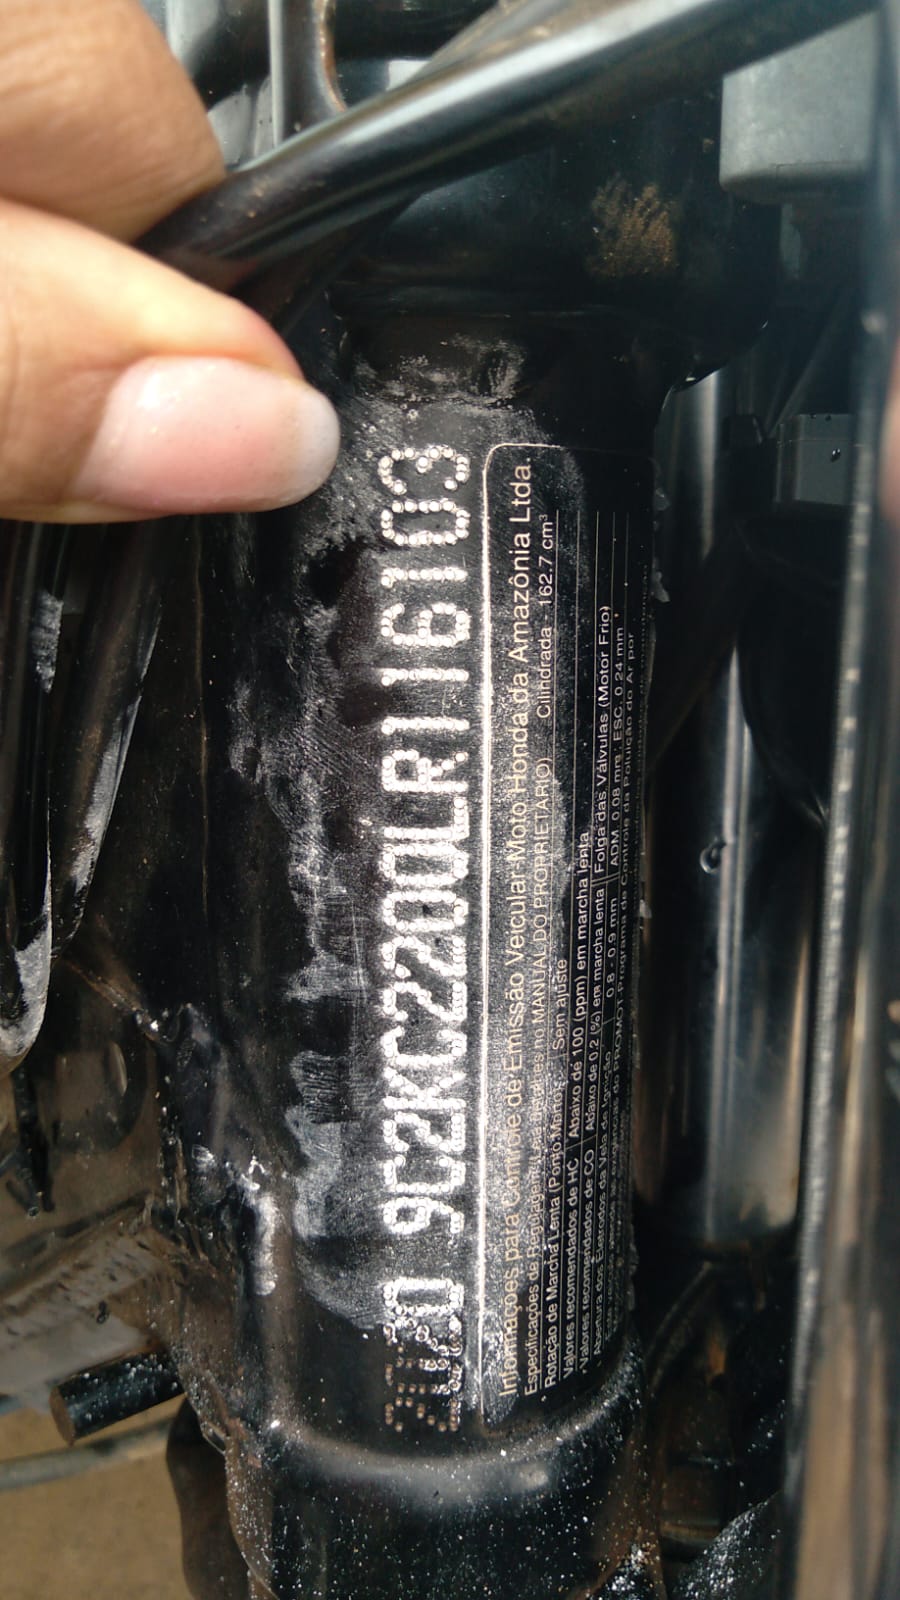 2020 9C2KC2200LR116103
Informações para Controle de Emissão Veicular-Moto Honda da Amazônia Ltda.
Especificações de Regulagens no MANUAL DO PROPRIETÁRIO) Cilindrada - 162.7 cm³
Rotação de Marcha Lenta (Ponto Morto) Sem ajuste
Valores recomendados de HC Abaixo de 100 (ppm) em marcha lenta
Valores recomendados de CO Abaixo de 0.2 (%) em marcha lenta Folga das Válvulas (Motor Frio)
Abertura dos Eletrodos da Vela de Ignição 0.8 - 0.9 mm ADM. 0.08 mm. ESC. 0.24 mm
do PROMOT-Programa de Controle da Poluição do Ar por